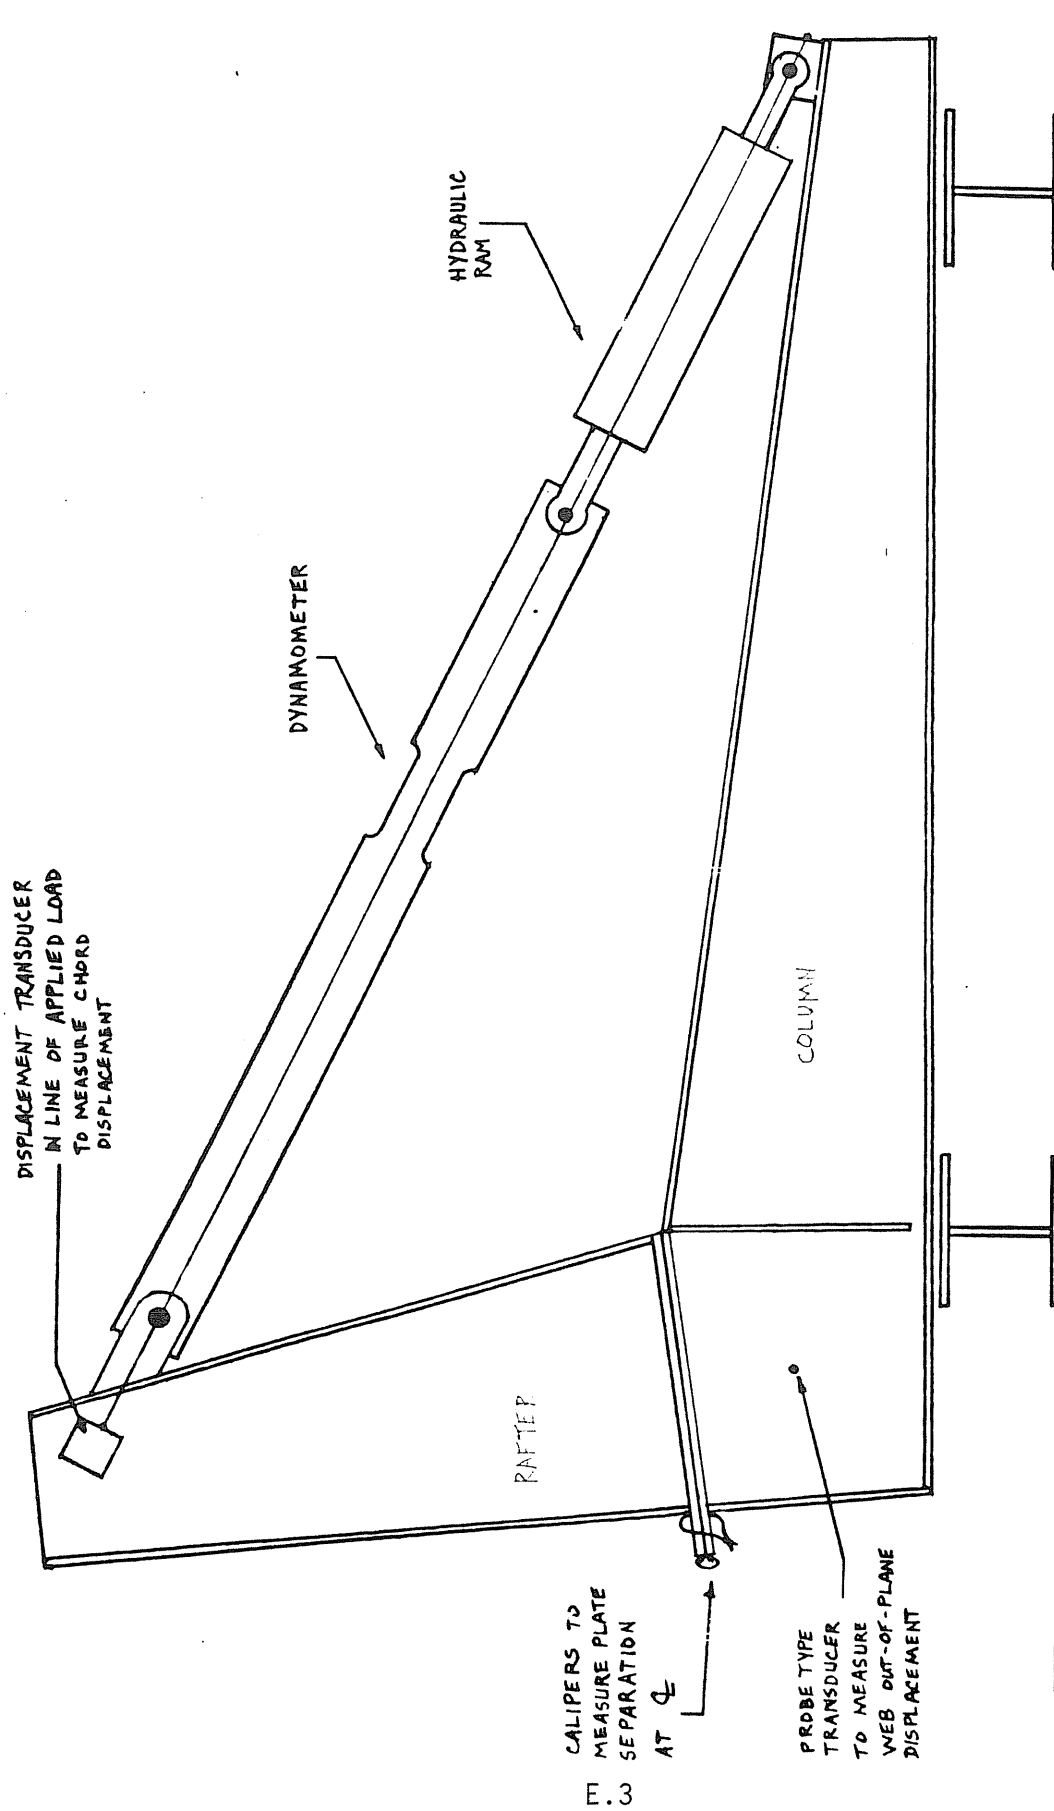 HYDRAULIC
RAM
DYNAMOMETER
DISPLACEMENT TRANSDUCER
IN LINE OF APPLIED LOAD
TO MEASURE CHORD
DISPLACEMENT
COLUMN
RAFTER
CALIPERS TO
MEASURE PLATE
SEPARATION
AT ℄
PROBE TYPE
TRANSDUCER
TO MEASURE
WEB OUT-OF-PLANE
DISPLACEMENT
E.3